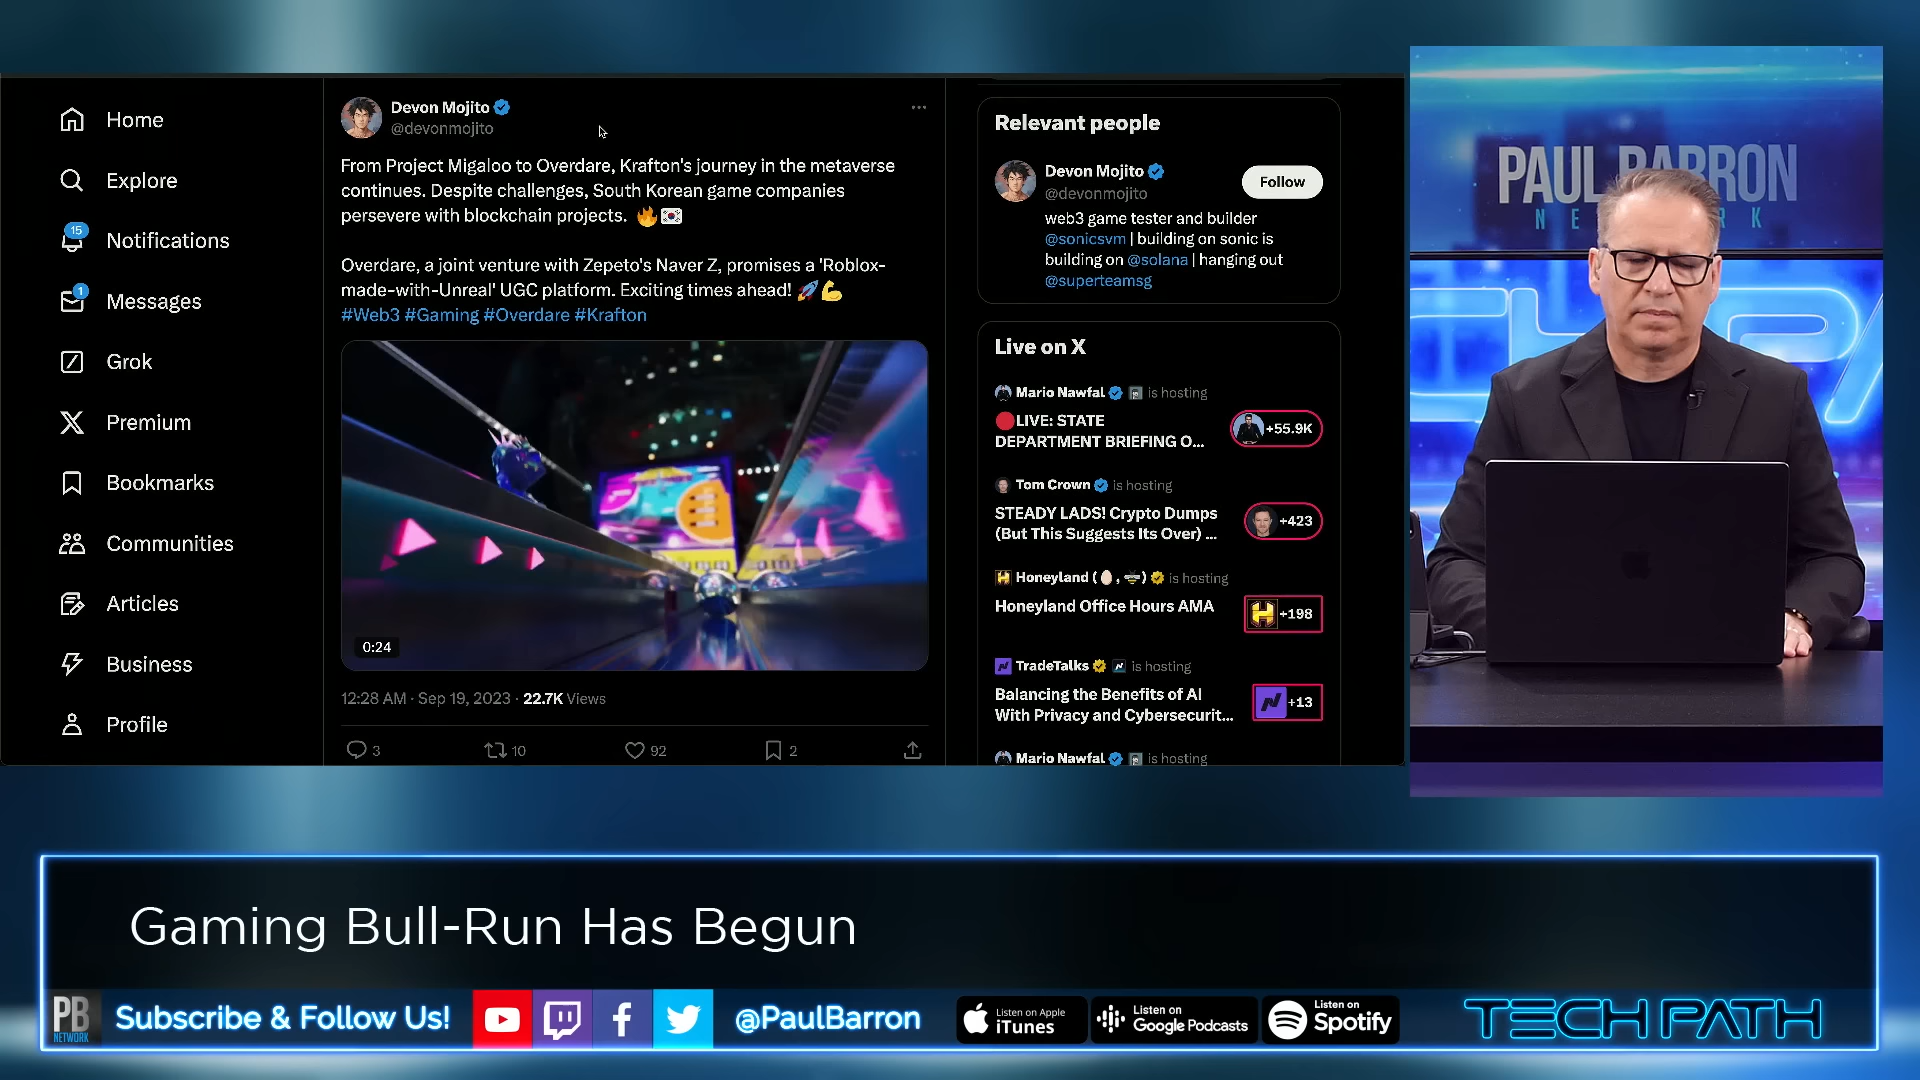 Home
Explore
15
Notifications
1
Messages
Grok
Premium
Bookmarks
Communities
Articles
Business
Profile
Devon Mojito
@devonmojito
From Project Migaloo to Overdare, Krafton's journey in the metaverse
continues. Despite challenges, South Korean game companies
persevere with blockchain projects. 🔥🇰🇷
Overdare, a joint venture with Zepeto's Naver Z, promises a 'Roblox-
made-with-Unreal' UGC platform. Exciting times ahead! 🚀💪
#Web3 #Gaming #Overdare #Krafton
0:24
12:28 AM · Sep 19, 2023 · 22.7K Views
3
10
92
2
Relevant people
Devon Mojito
@devonmojito
Follow
web3 game tester and builder
@sonicsvm | building on sonic is
building on @solana | hanging out
@superteamsg
Live on X
Mario Nawfal is hosting
🔴LIVE: STATE
DEPARTMENT BRIEFING O...
+55.9K
Tom Crown is hosting
STEADY LADS! Crypto Dumps
(But This Suggests Its Over) ...
+423
Honeyland (🥚,🐝) is hosting
Honeyland Office Hours AMA
+198
TradeTalks is hosting
Balancing the Benefits of AI
With Privacy and Cybersecurit...
+13
Mario Nawfal is hosting
PAUL BARRON
Gaming Bull-Run Has Begun
PB
NETWORK
Subscribe & Follow Us!
@PaulBarron
Listen on Apple
iTunes
Listen on
Google Podcasts
Listen on
Spotify
TECH PATH